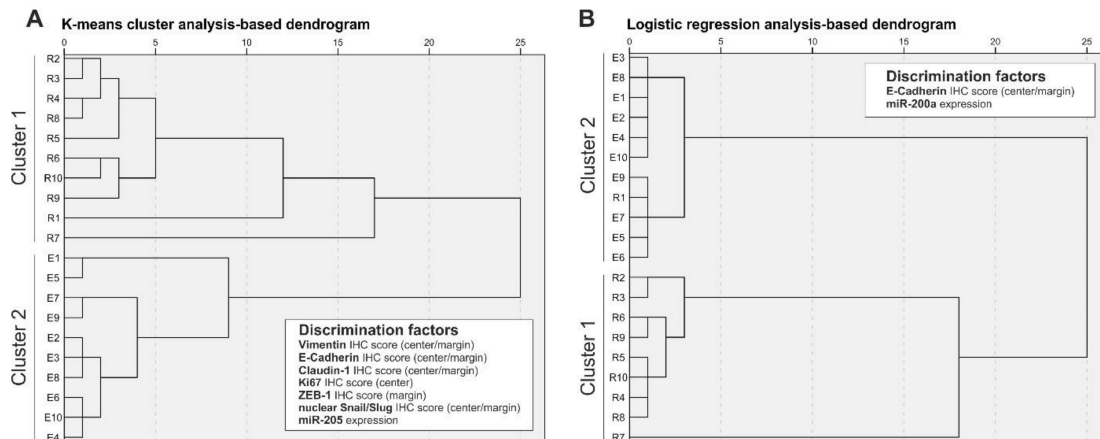 A K-means cluster analysis-based dendrogram
0 5 10 15 20 25
Cluster 1
R2
R3
R4
R8
R5
R6
R10
R9
R1
R7
Cluster 2
E1
E5
E7
E9
E2
E3
E8
E6
E10
E4
Discrimination factors
Vimentin IHC score (center/margin)
E-Cadherin IHC score (center/margin)
Claudin-1 IHC score (center/margin)
Ki67 IHC score (center)
ZEB-1 IHC score (margin)
nuclear Snail/Slug IHC score (center/margin)
miR-205 expression
B Logistic regression analysis-based dendrogram
0 5 10 15 20 25
Cluster 2
E3
E8
E1
E2
E4
E10
E9
R1
E7
E5
E6
Cluster 1
R2
R3
R6
R9
R5
R10
R4
R8
R7
Discrimination factors
E-Cadherin IHC score (center/margin)
miR-200a expression